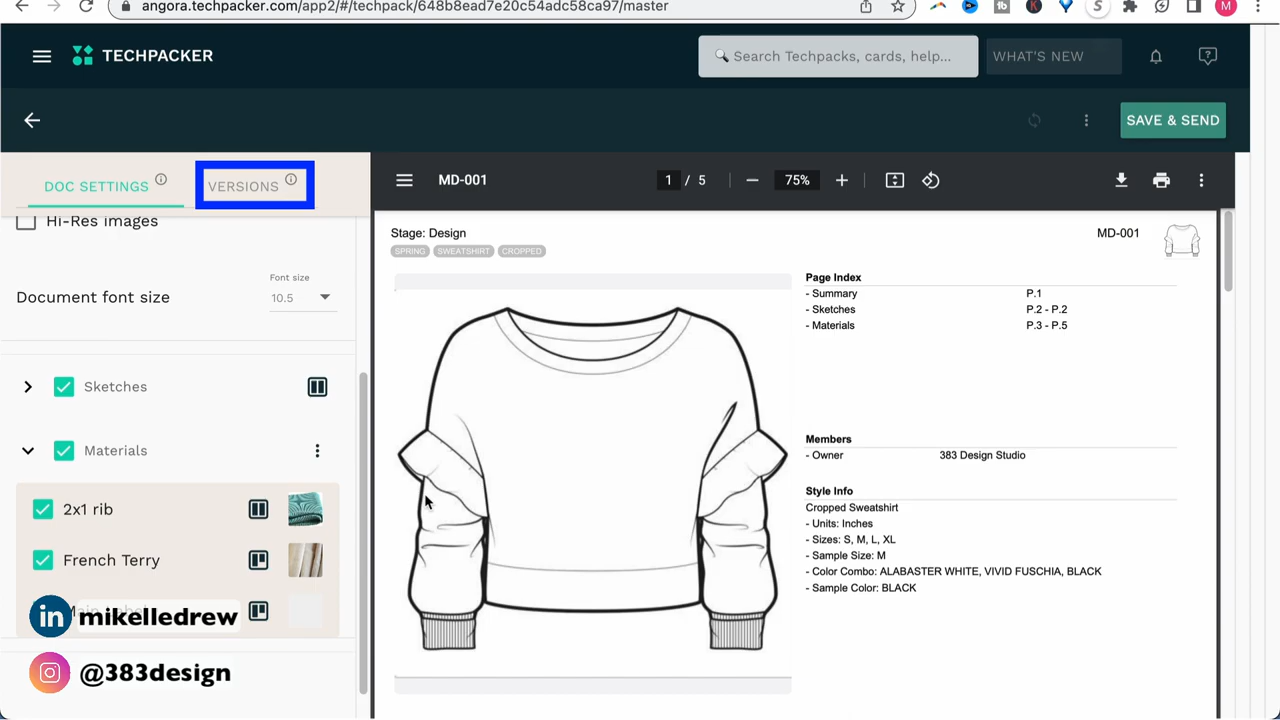 angora.techpacker.com/app2/#/techpack/648b8ead7e20c54adc58ca97/master
TECHPACKER
Search Techpacks, cards, help...
WHAT'S NEW
SAVE & SEND
DOC SETTINGS
VERSIONS
MD-001
1 / 5
75%
Hi-Res images
Font size
Document font size
10.5
Sketches
Materials
2x1 rib
French Terry
in mikelledrew
@383design
Stage: Design
SPRING SWEATSHIRT CROPPED
MD-001
Page Index
- Summary P.1
- Sketches P.2 - P.2
- Materials P.3 - P.5
Members
- Owner 383 Design Studio
Style Info
Cropped Sweatshirt
- Units: Inches
- Sizes: S, M, L, XL
- Sample Size: M
- Color Combo: ALABASTER WHITE, VIVID FUSCHIA, BLACK
- Sample Color: BLACK